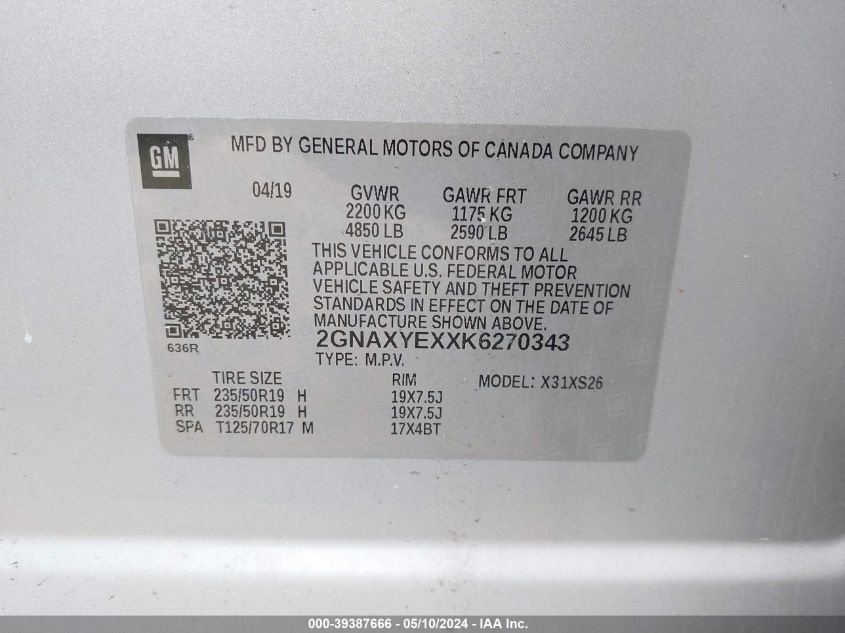 GM ®
MFD BY GENERAL MOTORS OF CANADA COMPANY
04/19 GVWR GAWR FRT GAWR RR
2200 KG 1175 KG 1200 KG
4850 LB 2590 LB 2645 LB
THIS VEHICLE CONFORMS TO ALL
APPLICABLE U.S. FEDERAL MOTOR
VEHICLE SAFETY AND THEFT PREVENTION
STANDARDS IN EFFECT ON THE DATE OF
MANUFACTURE SHOWN ABOVE.
636R
2GNAXYEXXK6270343
TYPE: M.P.V.
TIRE SIZE RIM MODEL: X31XS26
FRT 235/50R19 H 19X7.5J
RR 235/50R19 H 19X7.5J
SPA T125/70R17 M 17X4BT
000-39387666 - 05/10/2024 - IAA Inc.